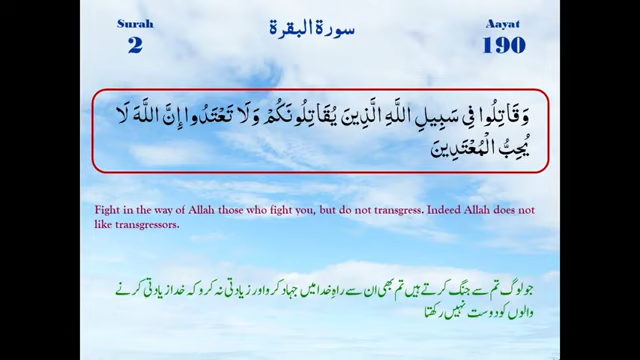 Surah
2
سورة البقرة
Aayat
190
وَقَاتِلُوا فِي سَبِيلِ اللَّهِ الَّذِينَ يُقَاتِلُونَكُمْ وَلَا تَعْتَدُوا إِنَّ اللَّهَ لَا
يُحِبُّ الْمُعْتَدِينَ
Fight in the way of Allah those who fight you, but do not transgress. Indeed Allah does not
like transgressors.
جو لوگ تم سے جنگ کرتے ہیں تم بھی ان سے راہِ خدا میں جہاد کرو اور زیادتی نہ کرو کہ خدا زیادتی کرنے
والوں کو دوست نہیں رکھتا